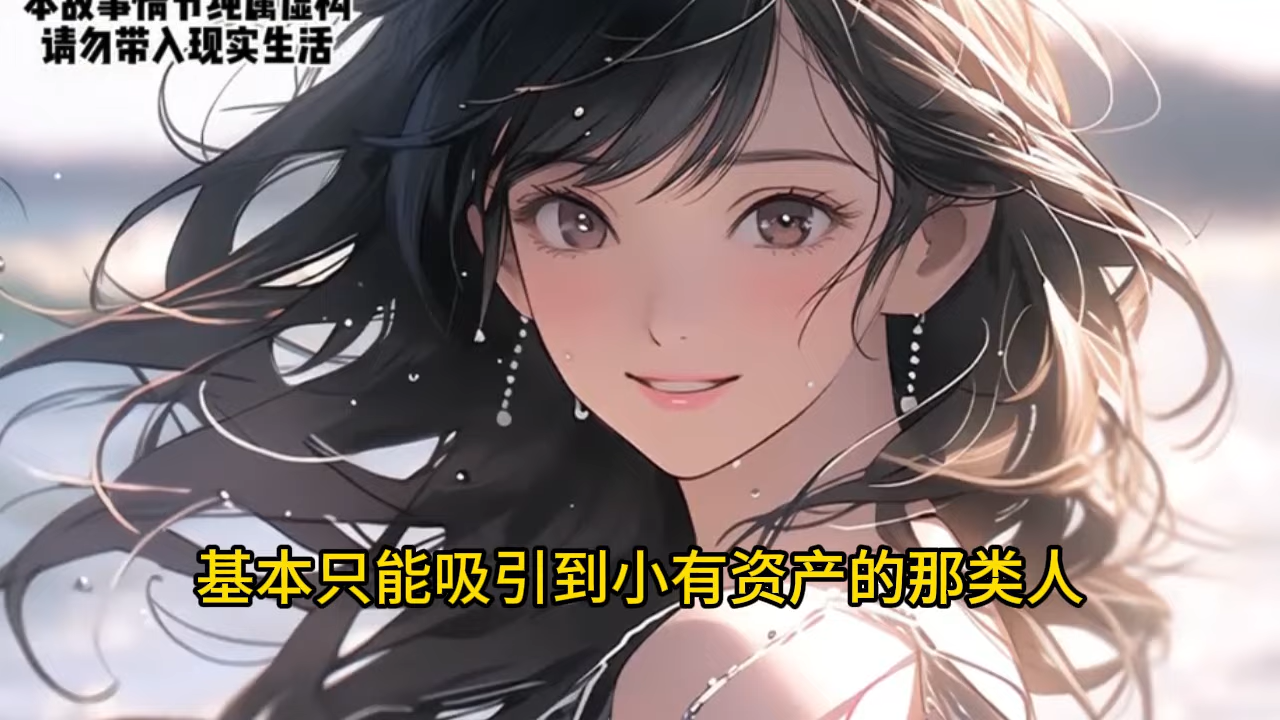 本故事情节纯属虚构
请勿带入现实生活
基本只能吸引到小有资产的那类人